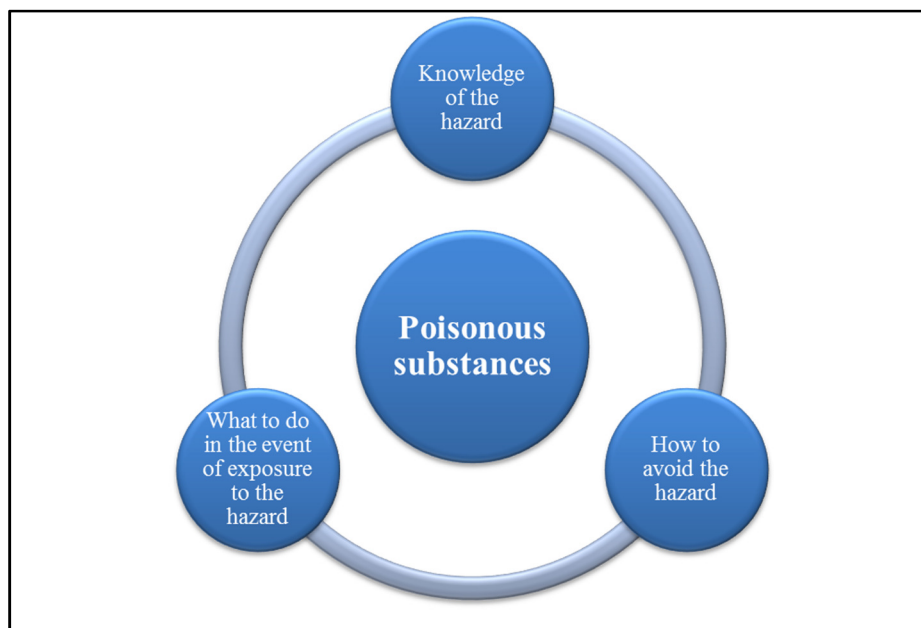 Knowledge
of the
hazard
Poisonous
substances
What to do
in the event
of exposure
to the
hazard
How to
avoid the
hazard